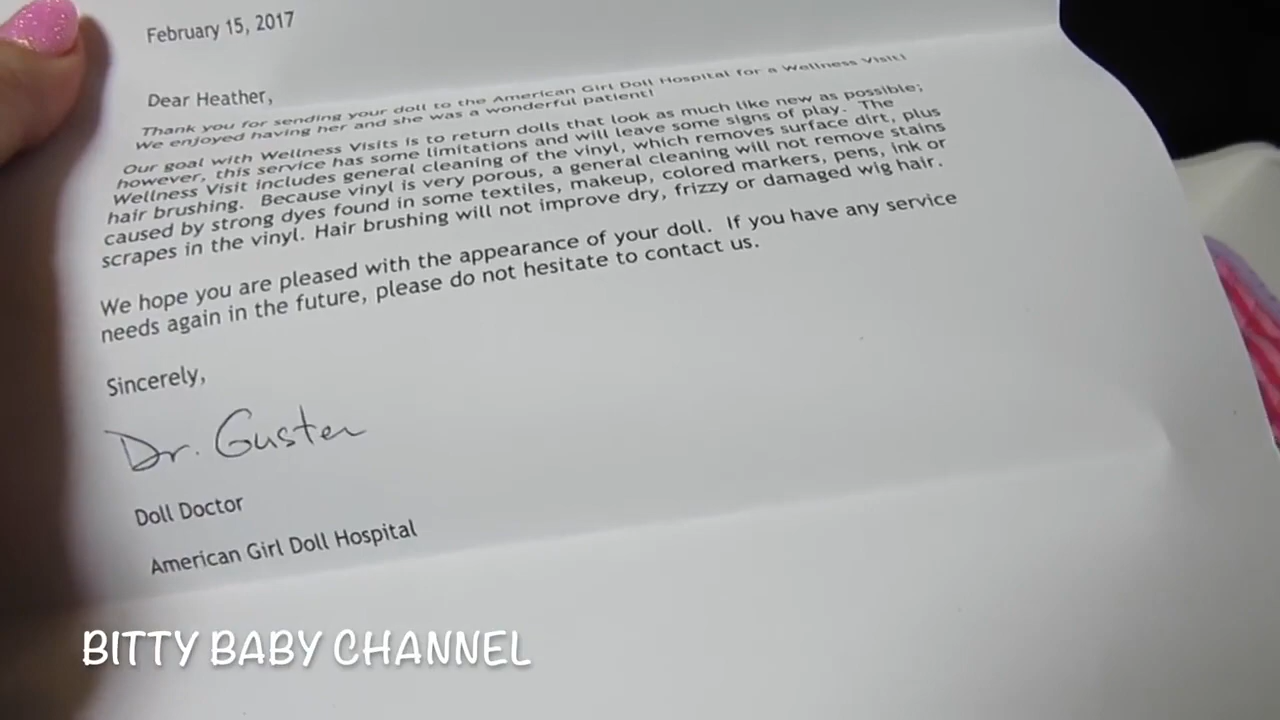 February 15, 2017
Dear Heather,
Thank you for sending your doll to the American Girl Doll Hospital for a Wellness Visit!
We enjoyed having her and she was a wonderful patient!
Our goal with Wellness Visits is to return dolls that look as much like new as possible;
however, this service has some limitations and will leave some signs of play. The
Wellness Visit includes general cleaning of the vinyl, which removes surface dirt, plus
hair brushing. Because vinyl is very porous, a general cleaning will not remove stains
caused by strong dyes found in some textiles, makeup, colored markers, pens, ink or
scrapes in the vinyl. Hair brushing will not improve dry, frizzy or damaged wig hair.
We hope you are pleased with the appearance of your doll. If you have any service
needs again in the future, please do not hesitate to contact us.
Sincerely,
Dr. Guster
Doll Doctor
American Girl Doll Hospital
BITTY BABY CHANNEL